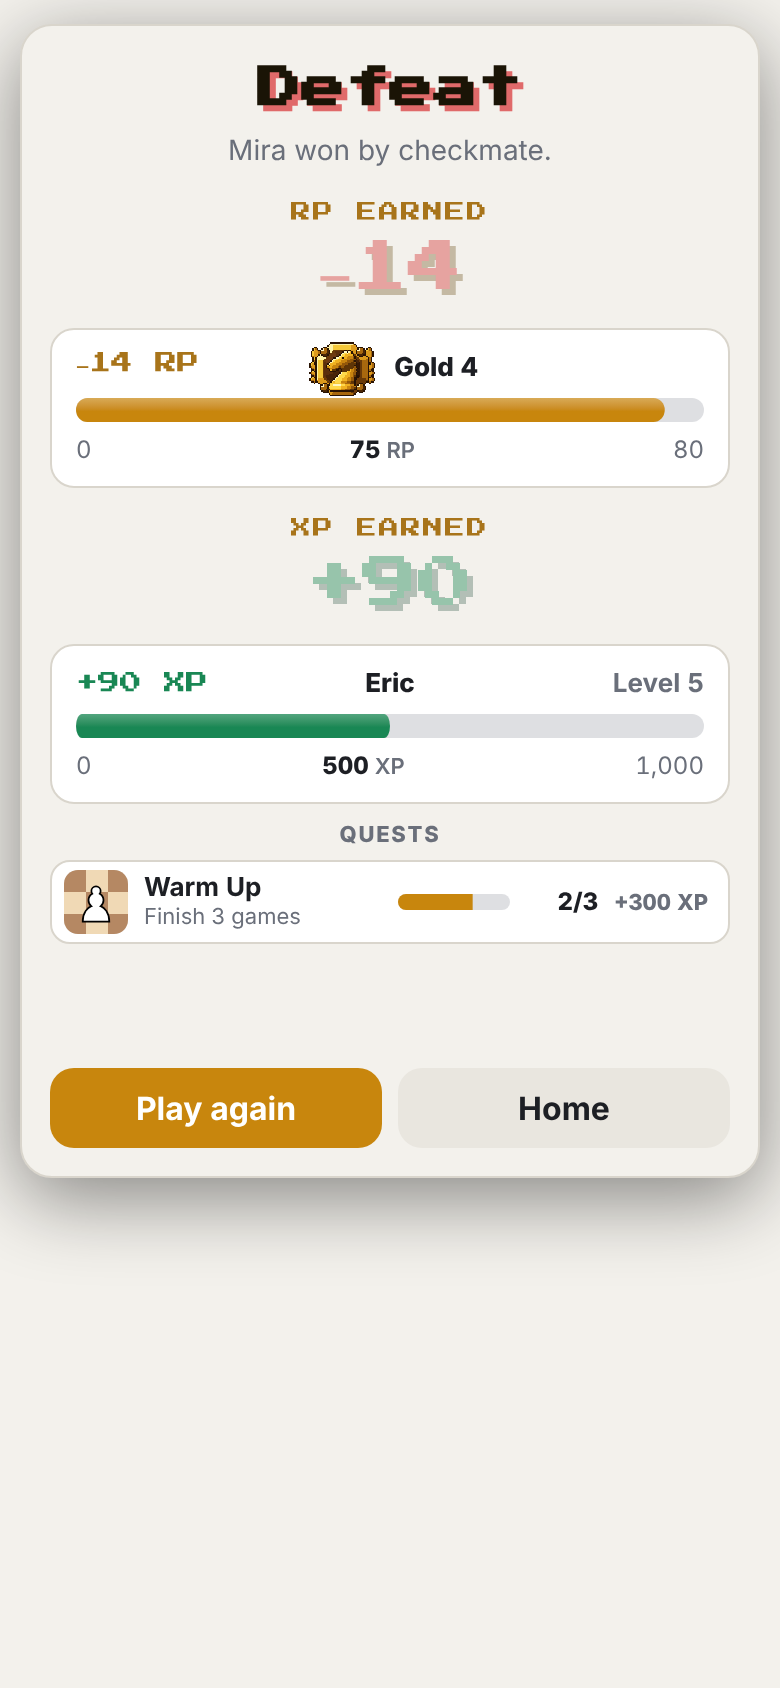 Defeat
Mira won by checkmate.
RP EARNED
-14
-14 RP Gold 4
0 75 RP 80
XP EARNED
+90
+90 XP Eric Level 5
0 500 XP 1,000
QUESTS
Warm Up
Finish 3 games
2/3 +300 XP
Play again Home